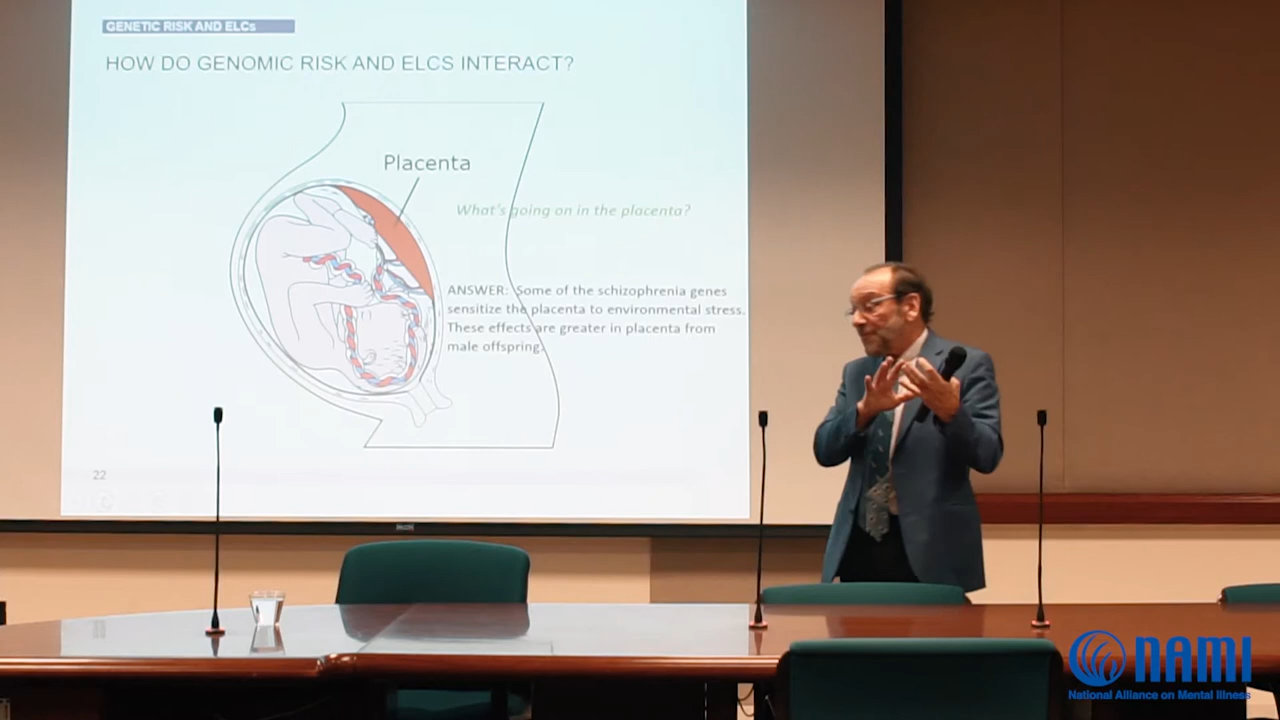 GENETIC RISK AND ELCs
HOW DO GENOMIC RISK AND ELCS INTERACT?
Placenta
What's going on in the placenta?
ANSWER: Some of the schizophrenia genes
sensitize the placenta to environmental stress.
These effects are greater in placenta from
male offspring.
22
NAMI
National Alliance on Mental Illness